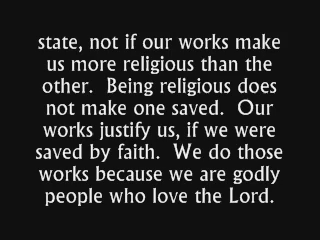 state, not if our works make
us more religious than the
other.  Being religious does
not make one saved.  Our
works justify us, if we were
saved by faith.  We do those
works because we are godly
people who love the Lord.